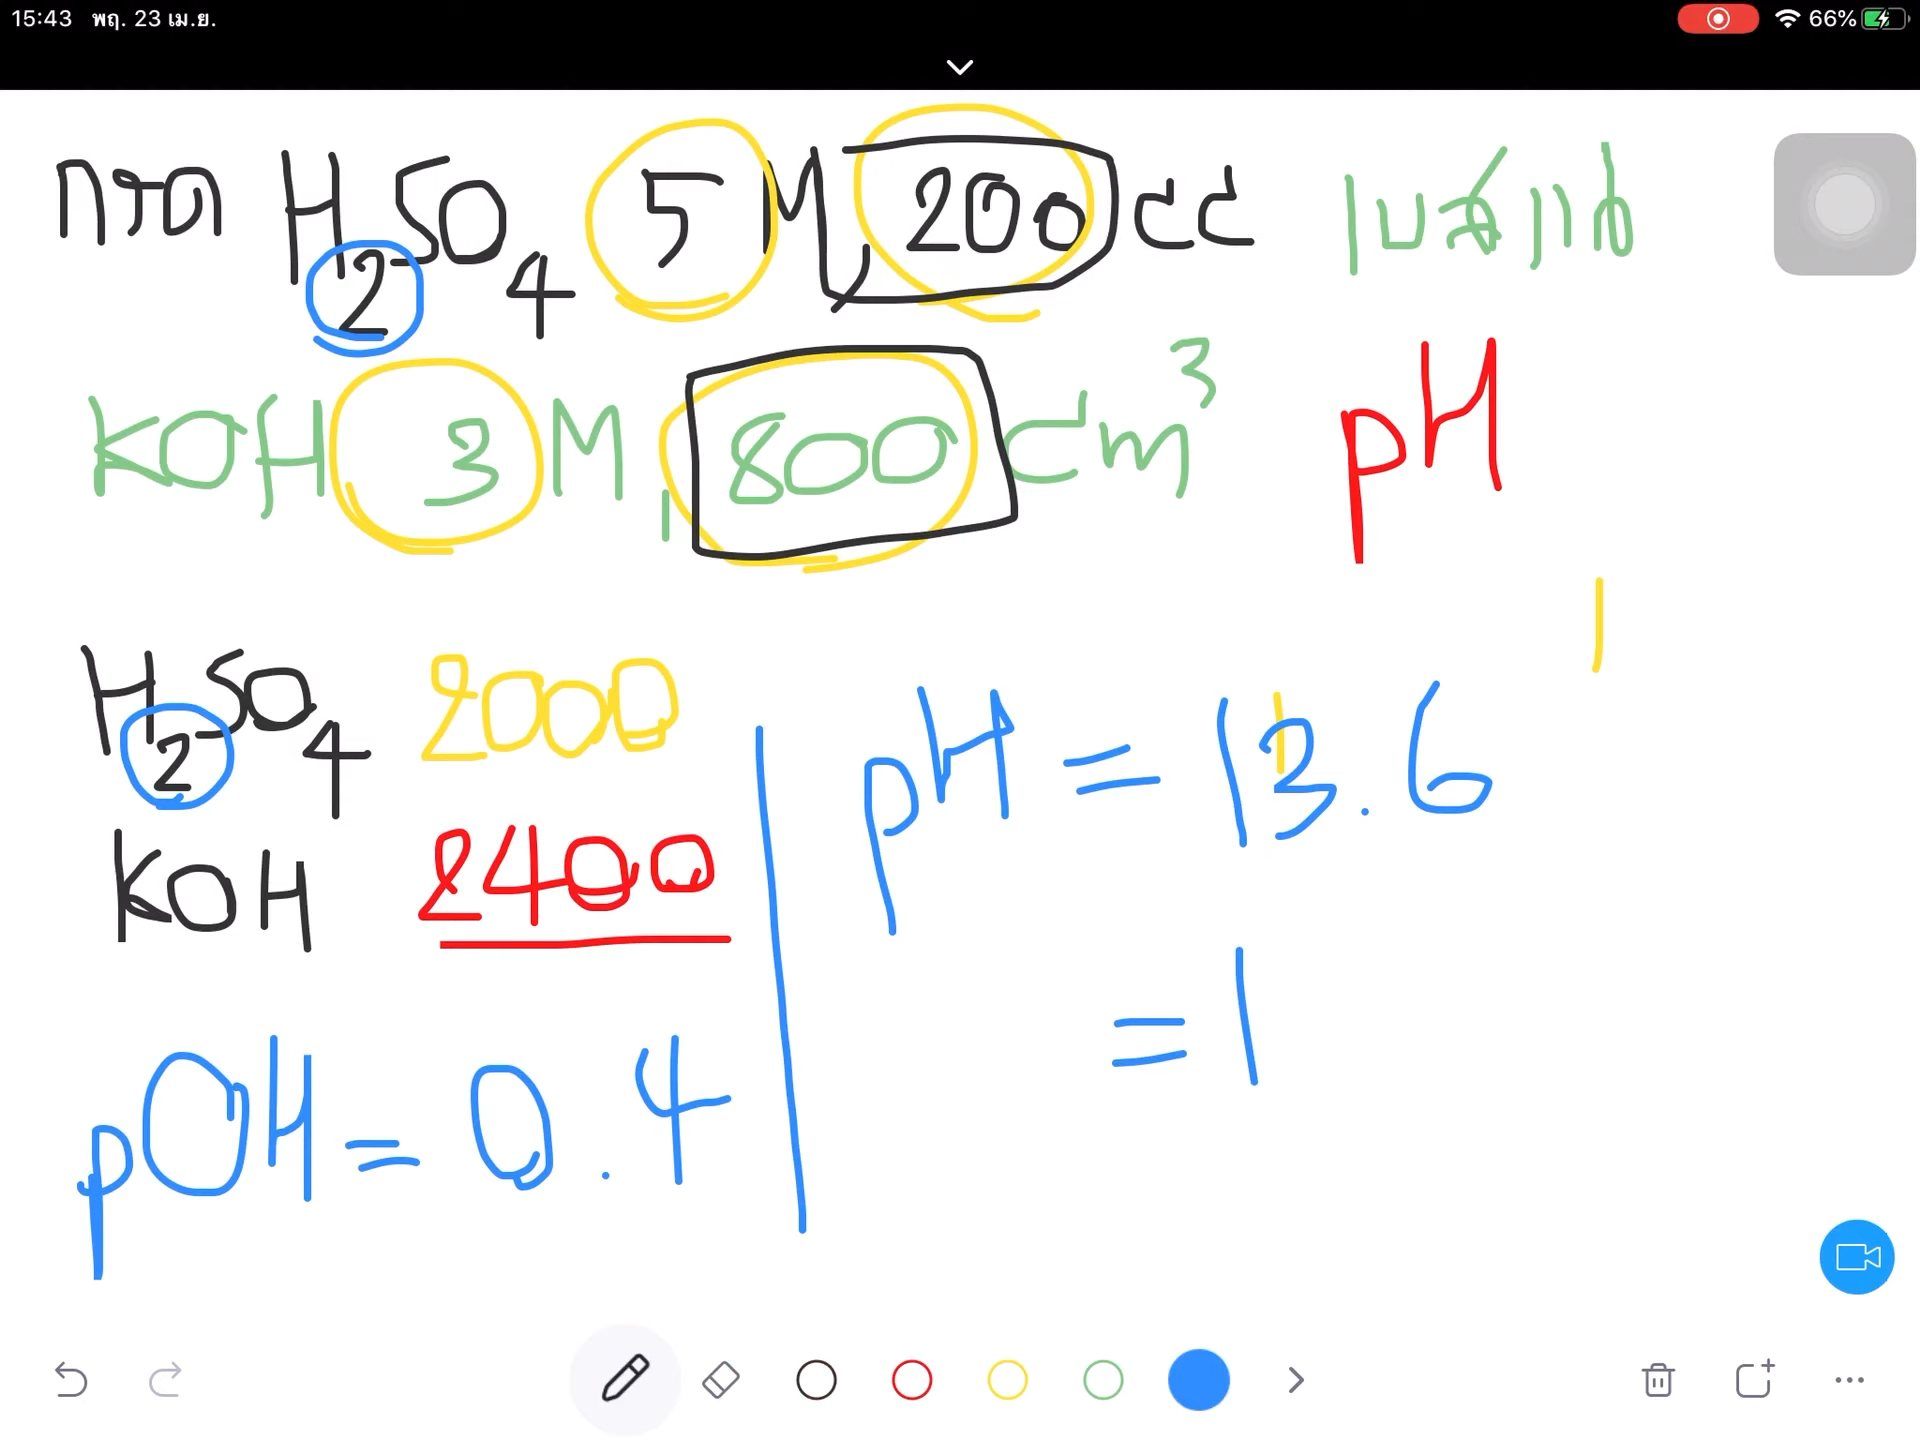 15:43 พฤ. 23 เม.ย. 66%
กรด H2SO4 5 M, 200 cc เบสแก่
KOH 3 M, 800 cm³ pH
H2SO4 2000
KOH 2400
pOH = 0.4
pH = 13.6
= 1